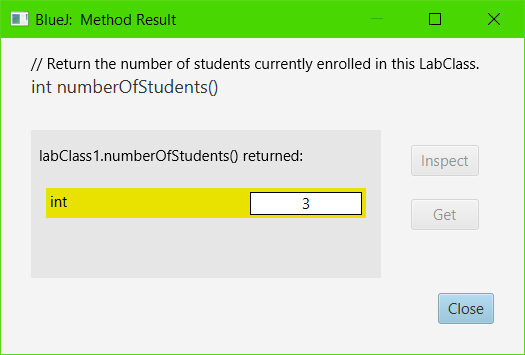 BlueJ: Method Result
// Return the number of students currently enrolled in this LabClass.
int numberOfStudents()
labClass1.numberOfStudents() returned:
Inspect
int 3
Get
Close